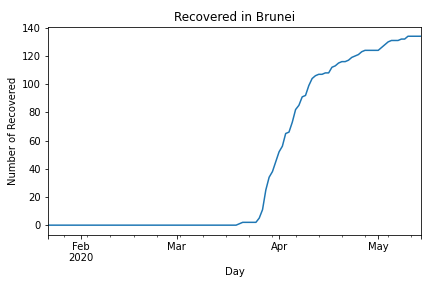 Recovered in Brunei
Number of Recovered
140
120
100
80
60
40
20
0
Feb
2020
Mar
Apr
May
Day